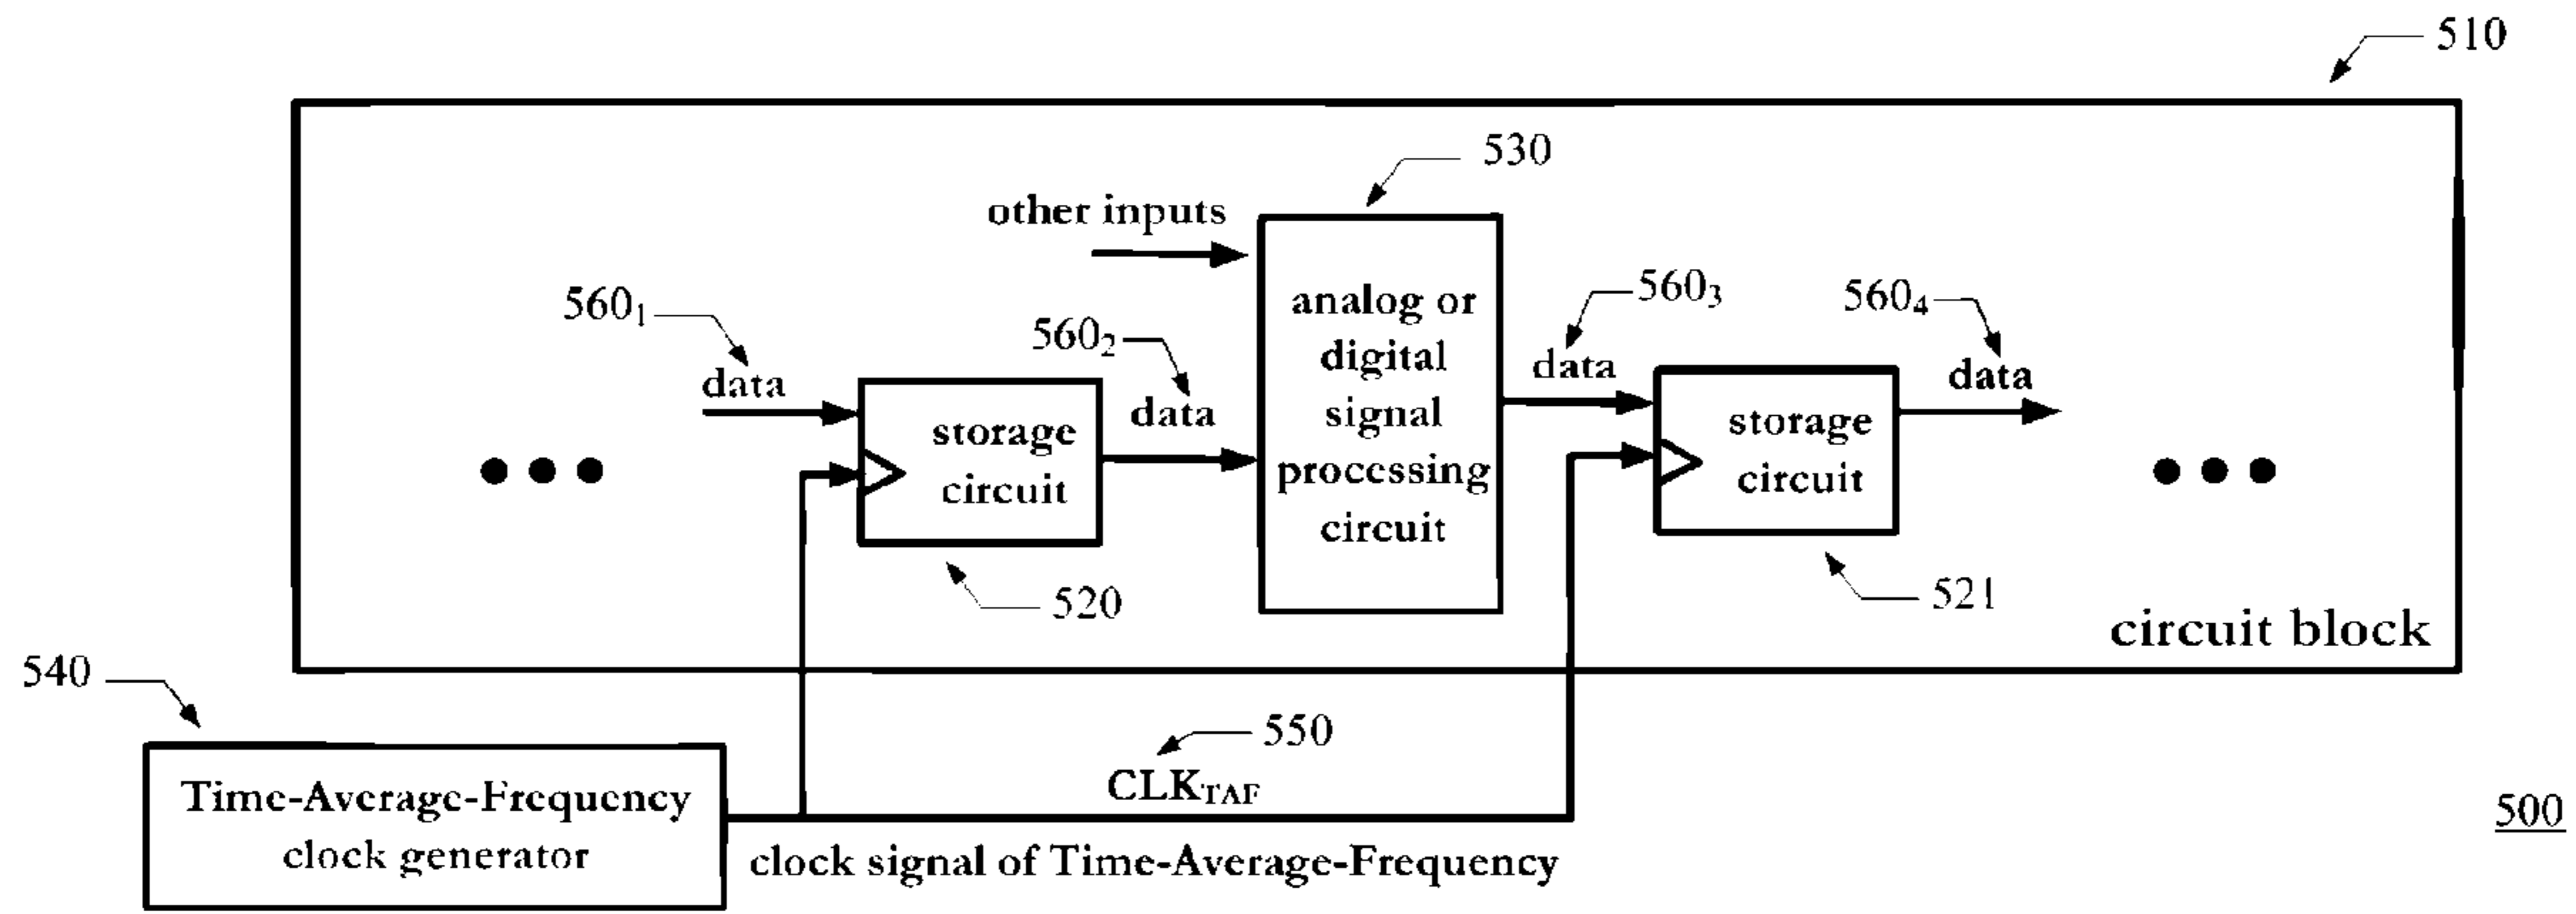 510
530
other inputs
560₁
560₂
560₃
560₄
data
data
data
data
storage
circuit
analog or
digital
signal
processing
circuit
storage
circuit
520
521
circuit block
540
550
Time-Average-Frequency
clock generator
CLK_TAF
clock signal of Time-Average-Frequency
500